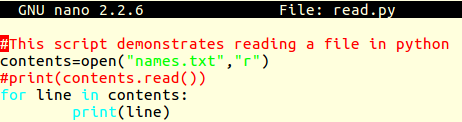 GNU nano 2.2.6 File: read.py
#This script demonstrates reading a file in python
contents=open("names.txt","r")
#print(contents.read())
for line in contents:
        print(line)